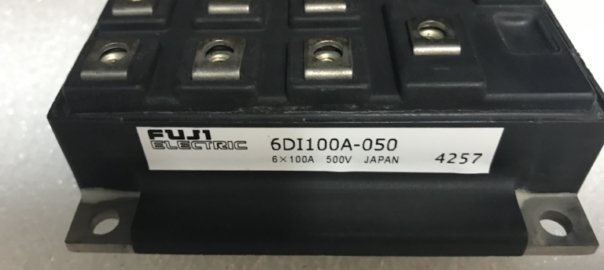 FUJI
ELECTRIC
6DI100A-050
6×100A 500V JAPAN
4257